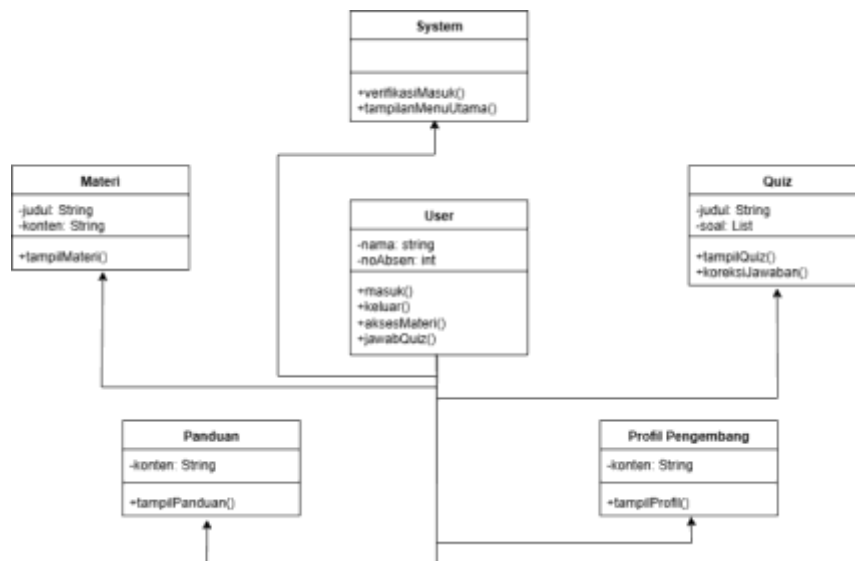 System
+verifikasiMasuk()
+tampilanMenuUtama()
Materi
-judul: String
-konten: String
+tampilMateri()
User
-nama: string
-noAbsen: int
+masuk()
+keluar()
+aksesMateri()
+jawabQuiz()
Quiz
-judul: String
-soal: List
+tampilQuiz()
+koreksiJawaban()
Panduan
-konten: String
+tampilPanduan()
Profil Pengembang
-konten: String
+tampilProfil()